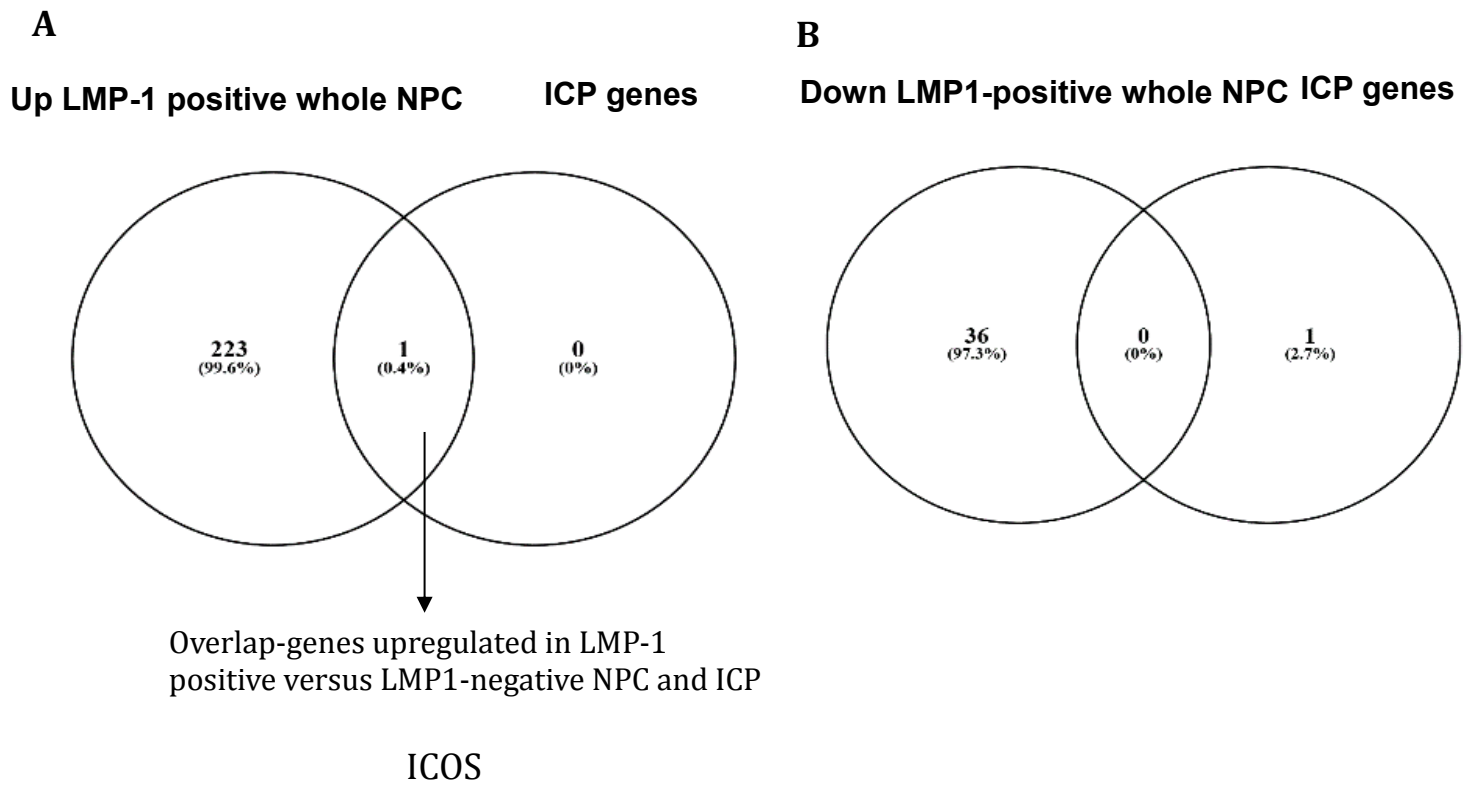 A
Up LMP-1 positive whole NPC
ICP genes
223
(99.6%)
1
(0.4%)
0
(0%)
Overlap-genes upregulated in LMP-1
positive versus LMP1-negative NPC and ICP
ICOS
B
Down LMP1-positive whole NPC
ICP genes
36
(97.3%)
0
(0%)
1
(2.7%)